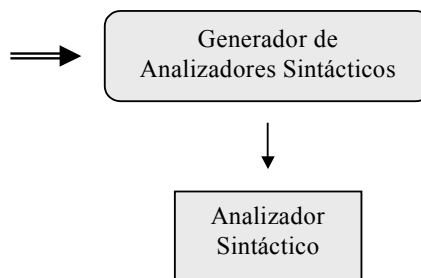 Generador de
Analizadores Sintácticos
Analizador
Sintáctico